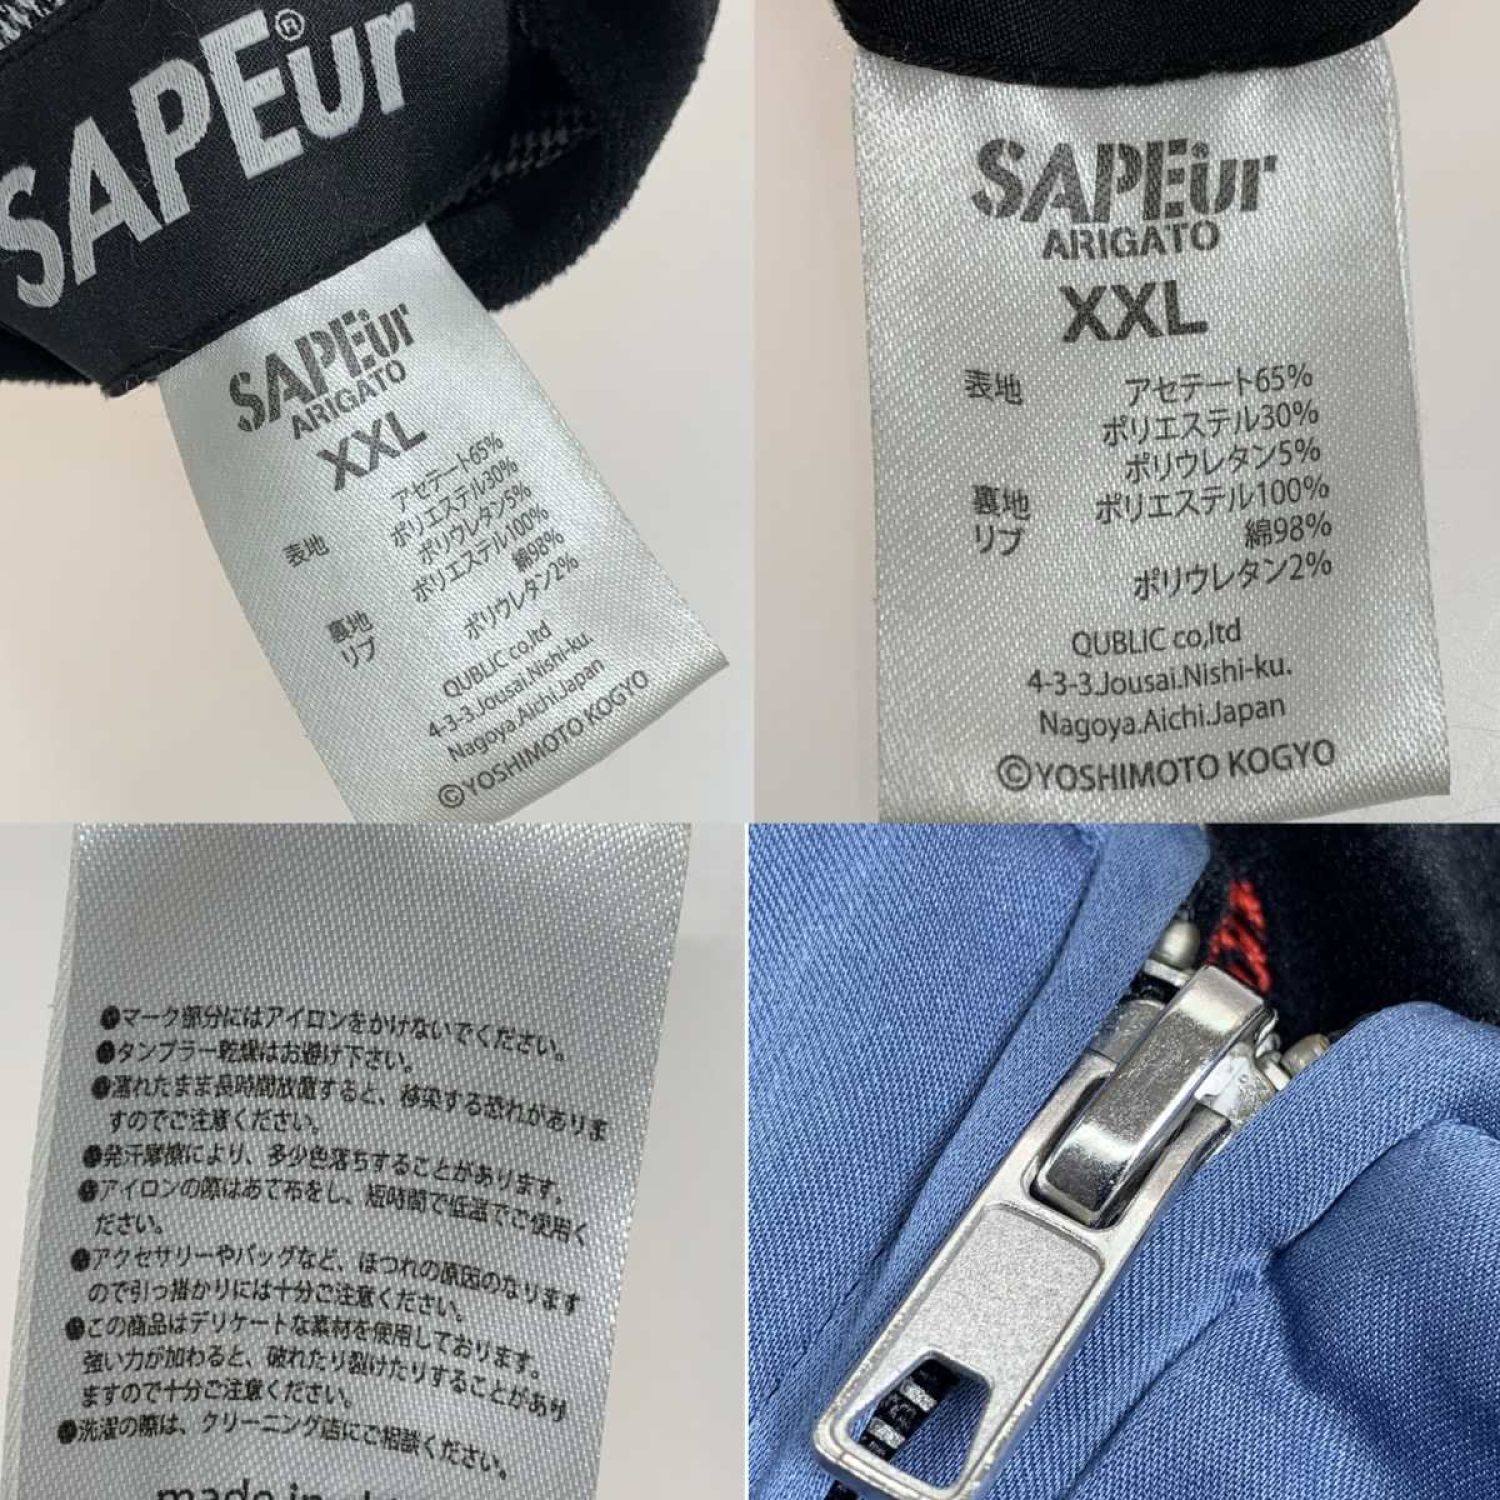 SAPEur®
SAPEur
ARIGATO
XXL
表地 アセテート65%
ポリエステル30%
ポリウレタン5%
裏地 ポリエステル100%
リブ 綿98%
ポリウレタン2%
QUBLIC co,ltd
4-3-3.Jousai.Nishi-ku.
Nagoya.Aichi.Japan
©YOSHIMOTO KOGYO
SAPEur
ARIGATO
XXL
表地 アセテート65%
ポリエステル30%
ポリウレタン5%
裏地 ポリエステル100%
リブ 綿98%
ポリウレタン2%
QUBLIC co,ltd
4-3-3.Jousai.Nishi-ku.
Nagoya.Aichi.Japan
©YOSHIMOTO KOGYO
●マーク部分にはアイロンをかけないでください。
●タンブラー乾燥はお避け下さい。
●濡れたまま長時間放置すると、移染する恐れがありま
すのでご注意ください。
●発汗摩擦により、多少色落ちすることがあります。
●アイロンの際はあて布をし、短時間で低温でご使用く
ださい。
●アクセサリーやバッグなど、ほつれの原因のなります
ので引っ掛かりには十分ご注意ください。
●この商品はデリケートな素材を使用しております。
強い力が加わると、破れたり裂けたりすることがあり
ますので十分ご注意ください。
●洗濯の際は、クリーニング店にご相談ください。
made in